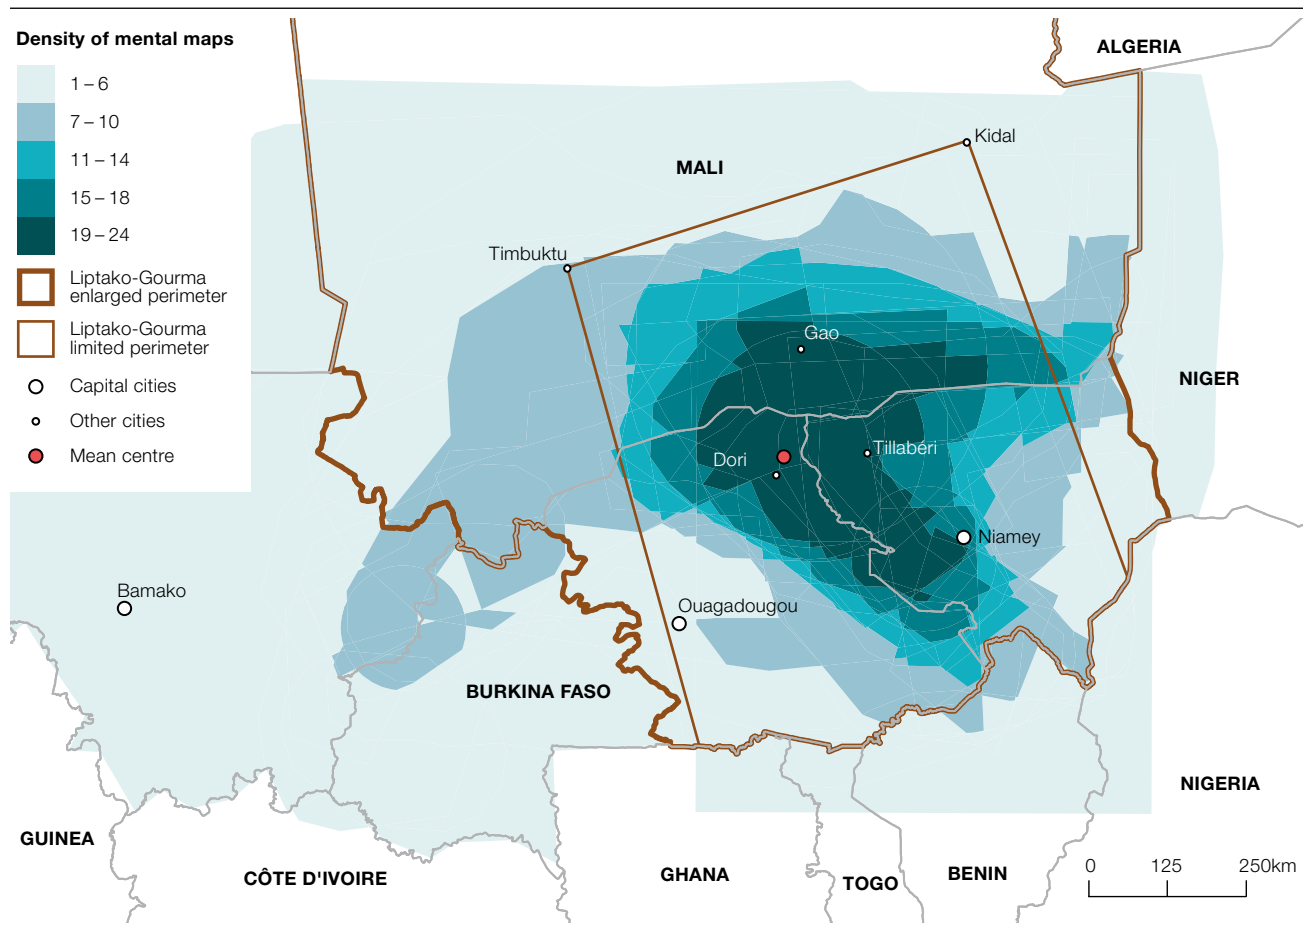 Density of mental maps
1 – 6
7 – 10
11 – 14
15 – 18
19 – 24
Liptako-Gourma
enlarged perimeter
Liptako-Gourma
limited perimeter
Capital cities
Other cities
Mean centre
ALGERIA
Kidal
MALI
Timbuktu
Gao
NIGER
Tillabéri
Dori
Niamey
Bamako
Ouagadougou
BURKINA FASO
NIGERIA
GUINEA
CÔTE D'IVOIRE
GHANA
TOGO
BENIN
0 125 250km